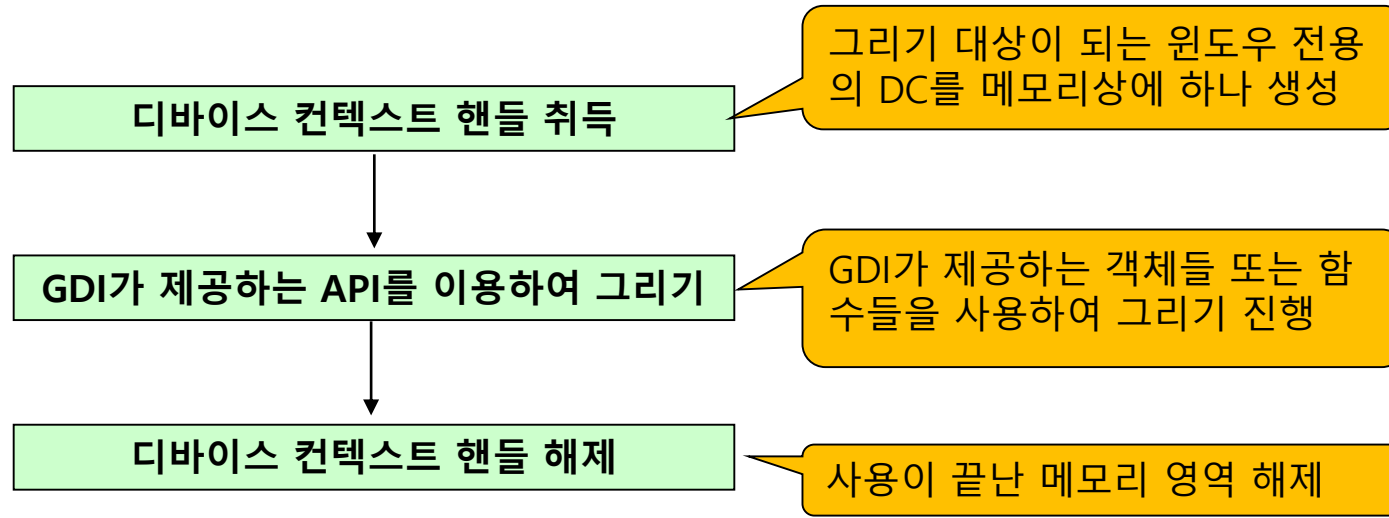 그리기 대상이 되는 윈도우 전용
의 DC를 메모리상에 하나 생성
디바이스 컨텍스트 핸들 취득
GDI가 제공하는 API를 이용하여 그리기
GDI가 제공하는 객체들 또는 함
수들을 사용하여 그리기 진행
디바이스 컨텍스트 핸들 해제
사용이 끝난 메모리 영역 해제